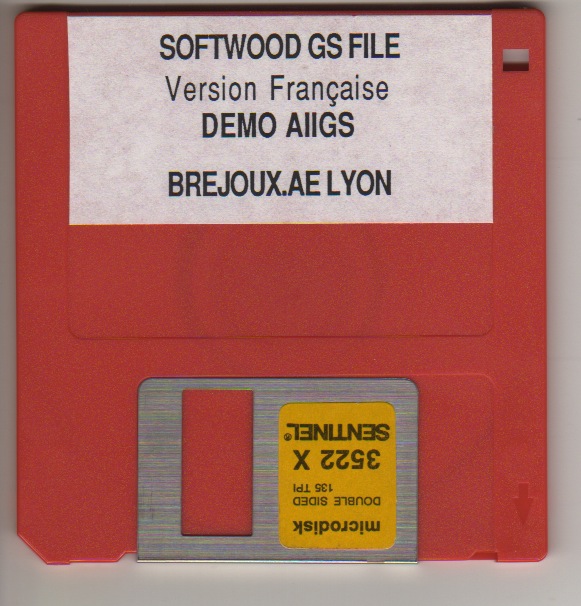 SOFTWOOD GS FILE
Version Française
DEMO AIIGS
BREJOUX.AE LYON
microdisk
DOUBLE SIDED
135 TPI
3522 X
SENTINEL®